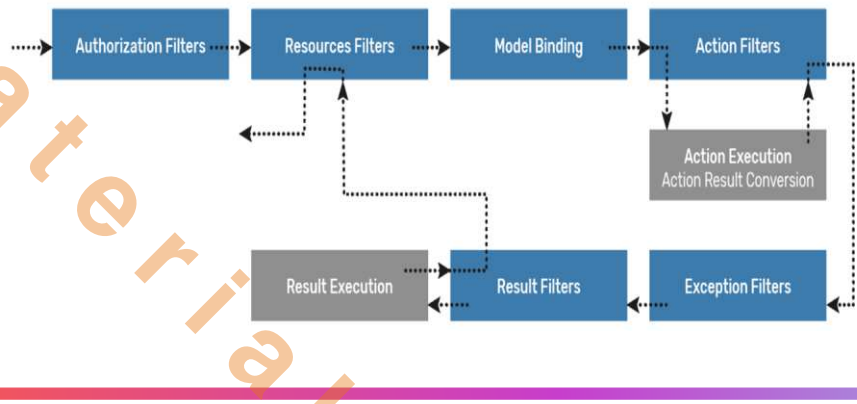 Authorization Filters
Resources Filters
Model Binding
Action Filters
Action Execution
Action Result Conversion
Result Execution
Result Filters
Exception Filters